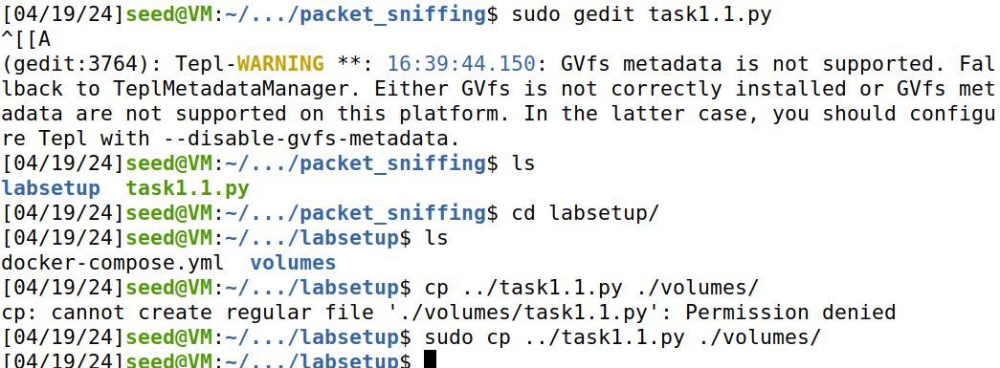 [04/19/24]seed@VM:~/.../packet_sniffing$ sudo gedit task1.1.py
^[[A
(gedit:3764): Tepl-WARNING **: 16:39:44.150: GVfs metadata is not supported. Fal
lback to TeplMetadataManager. Either GVfs is not correctly installed or GVfs met
adata are not supported on this platform. In the latter case, you should configu
re Tepl with --disable-gvfs-metadata.
[04/19/24]seed@VM:~/.../packet_sniffing$ ls
labsetup  task1.1.py
[04/19/24]seed@VM:~/.../packet_sniffing$ cd labsetup/
[04/19/24]seed@VM:~/.../labsetup$ ls
docker-compose.yml  volumes
[04/19/24]seed@VM:~/.../labsetup$ cp ../task1.1.py ./volumes/
cp: cannot create regular file './volumes/task1.1.py': Permission denied
[04/19/24]seed@VM:~/.../labsetup$ sudo cp ../task1.1.py ./volumes/
[04/19/24]seed@VM:~/.../labsetup$